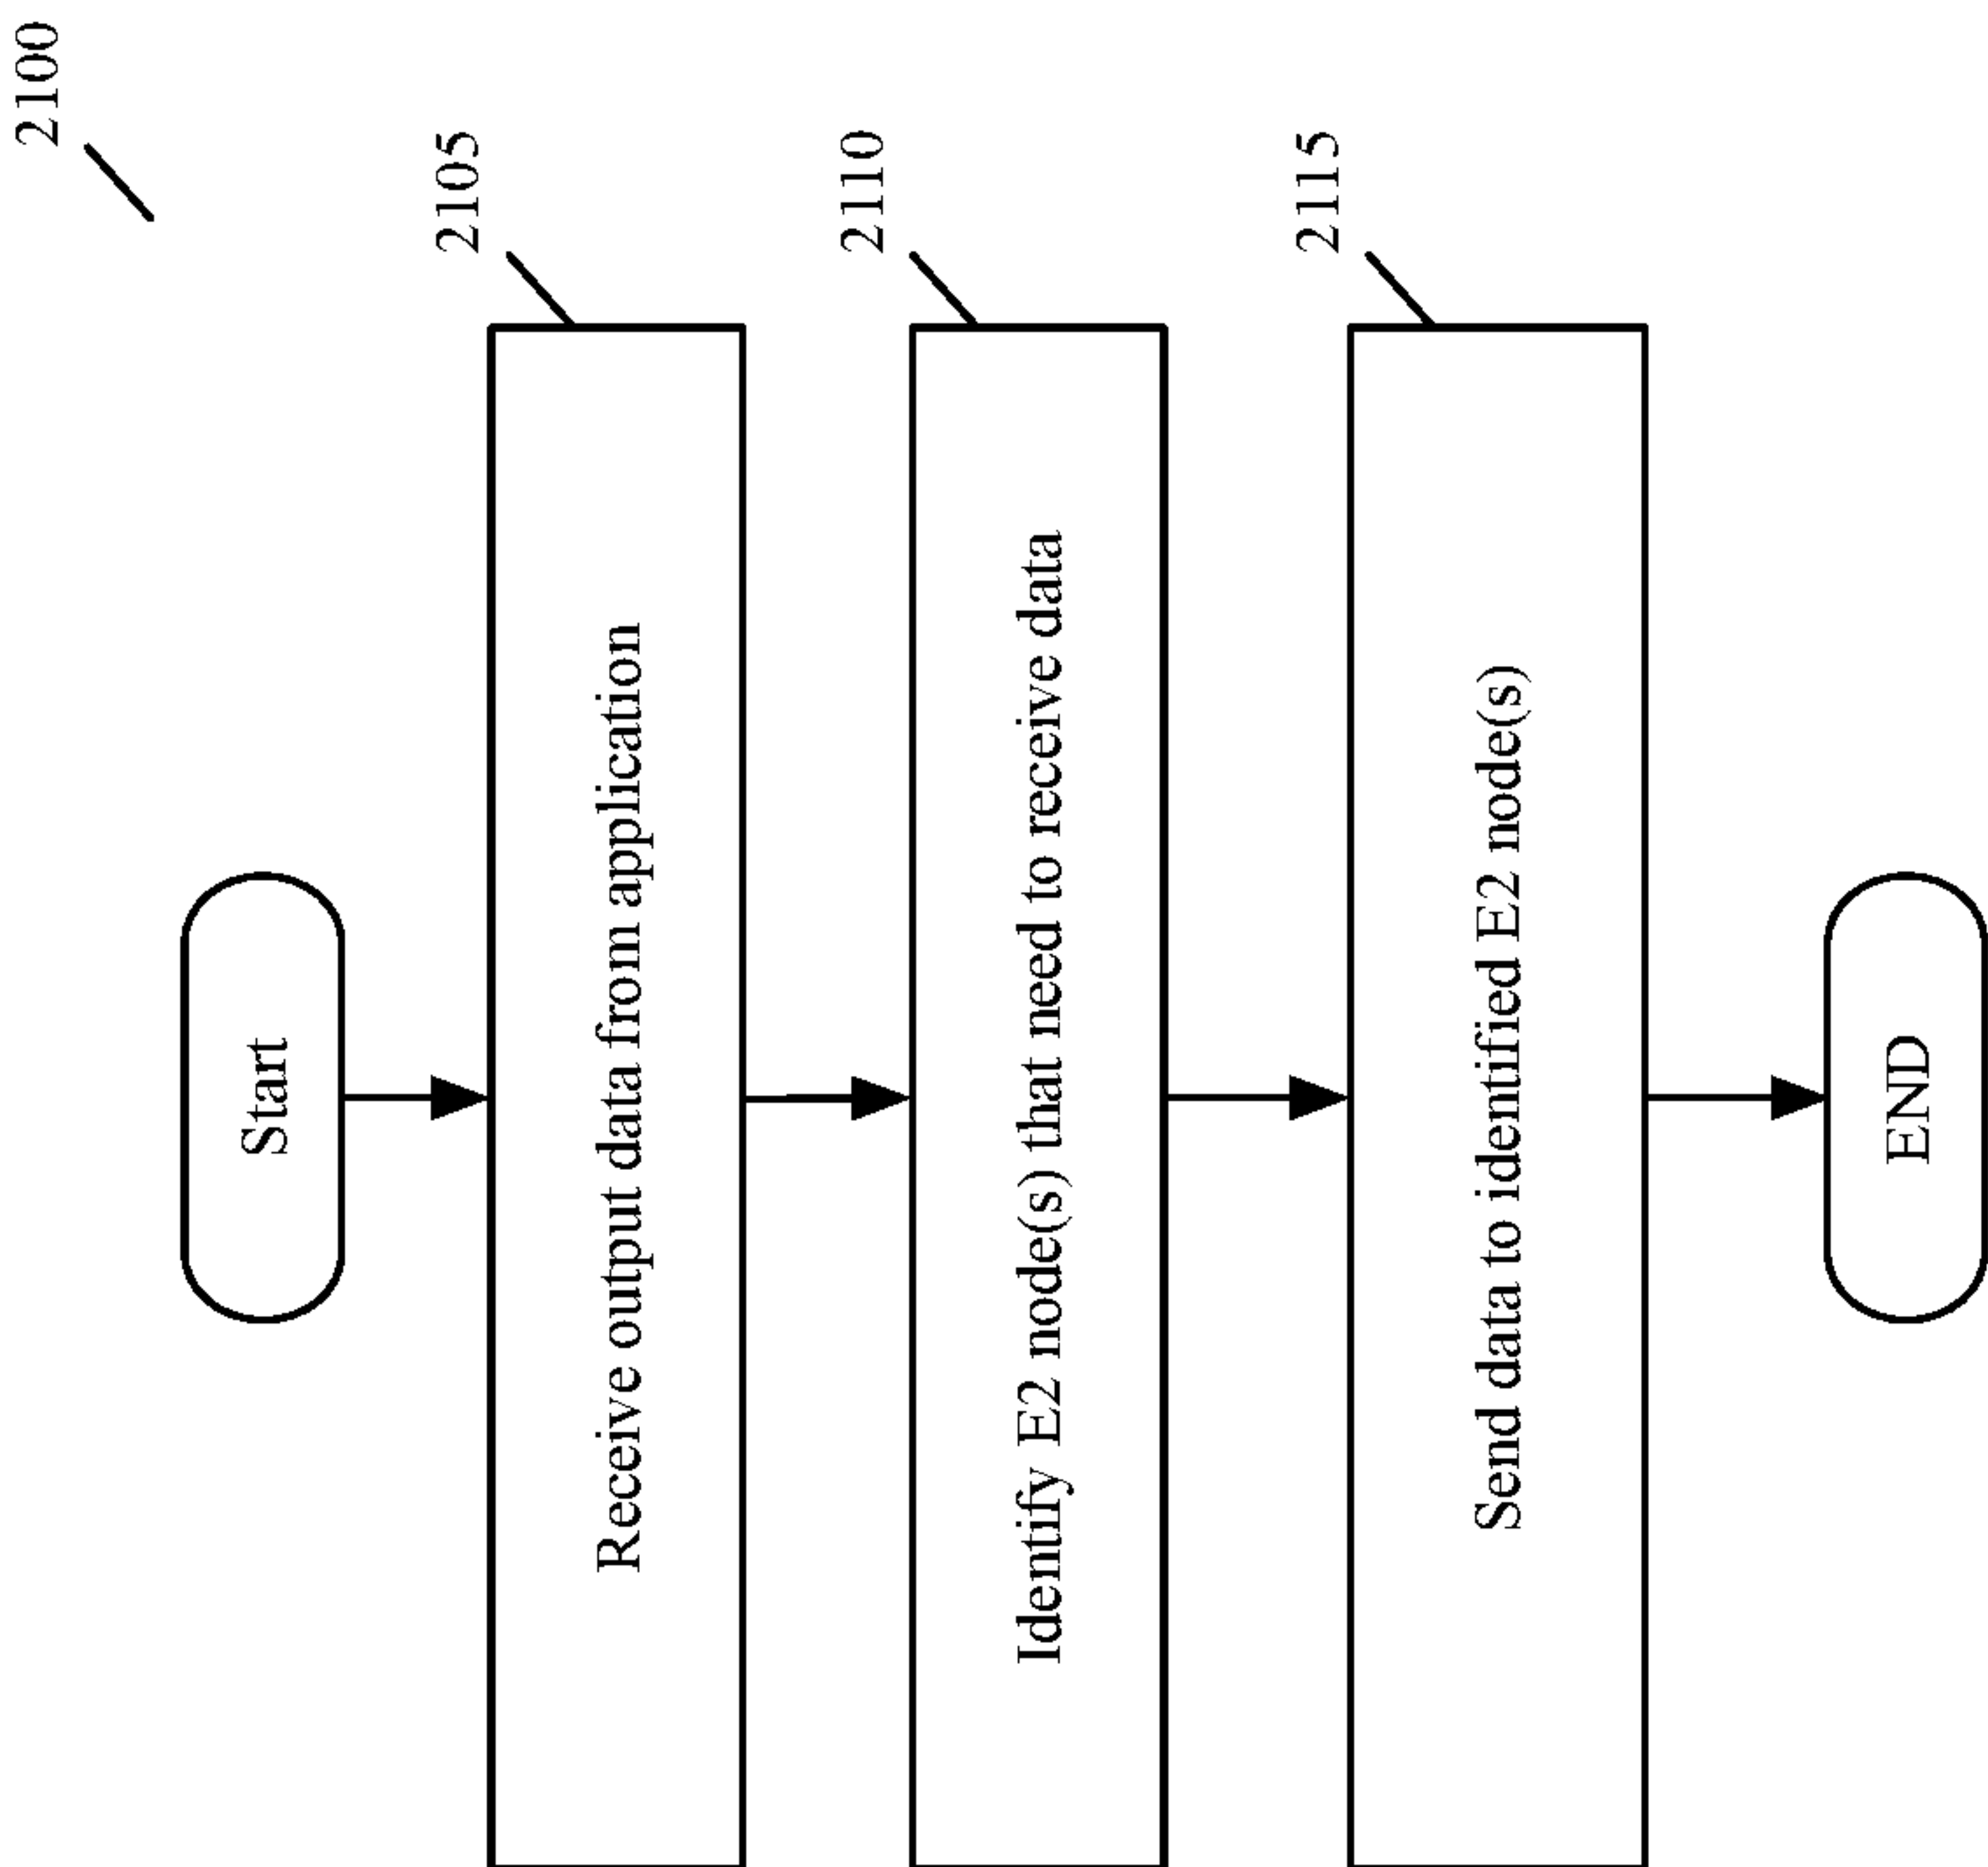 2100
Start
2105
Receive output data from application
2110
Identify E2 node(s) that need to receive data
2115
Send data to identified E2 node(s)
END